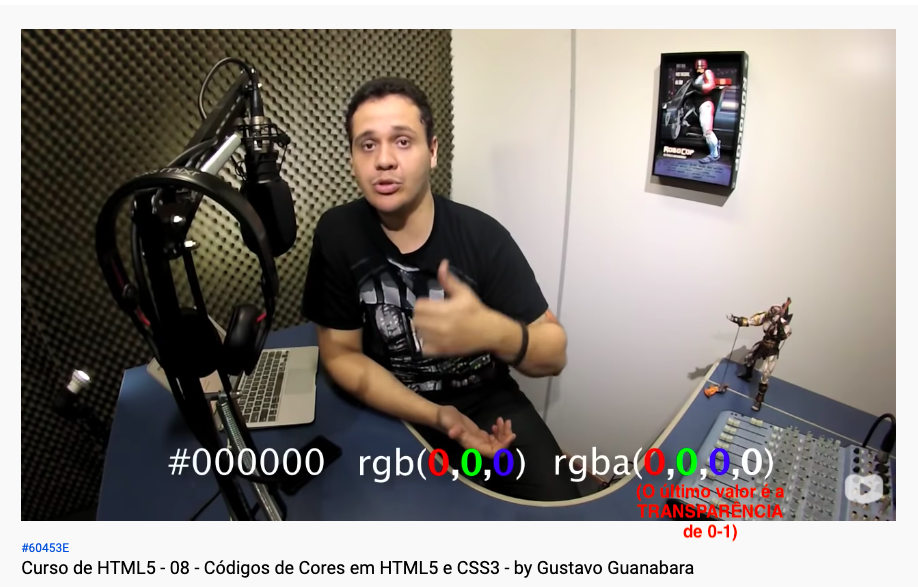 ROBOCOP
#000000 rgb(0,0,0) rgba(0,0,0,0)
(O último valor é a
TRANSPARÊNCIA
de 0-1)
#60453E
Curso de HTML5 - 08 - Códigos de Cores em HTML5 e CSS3 - by Gustavo Guanabara